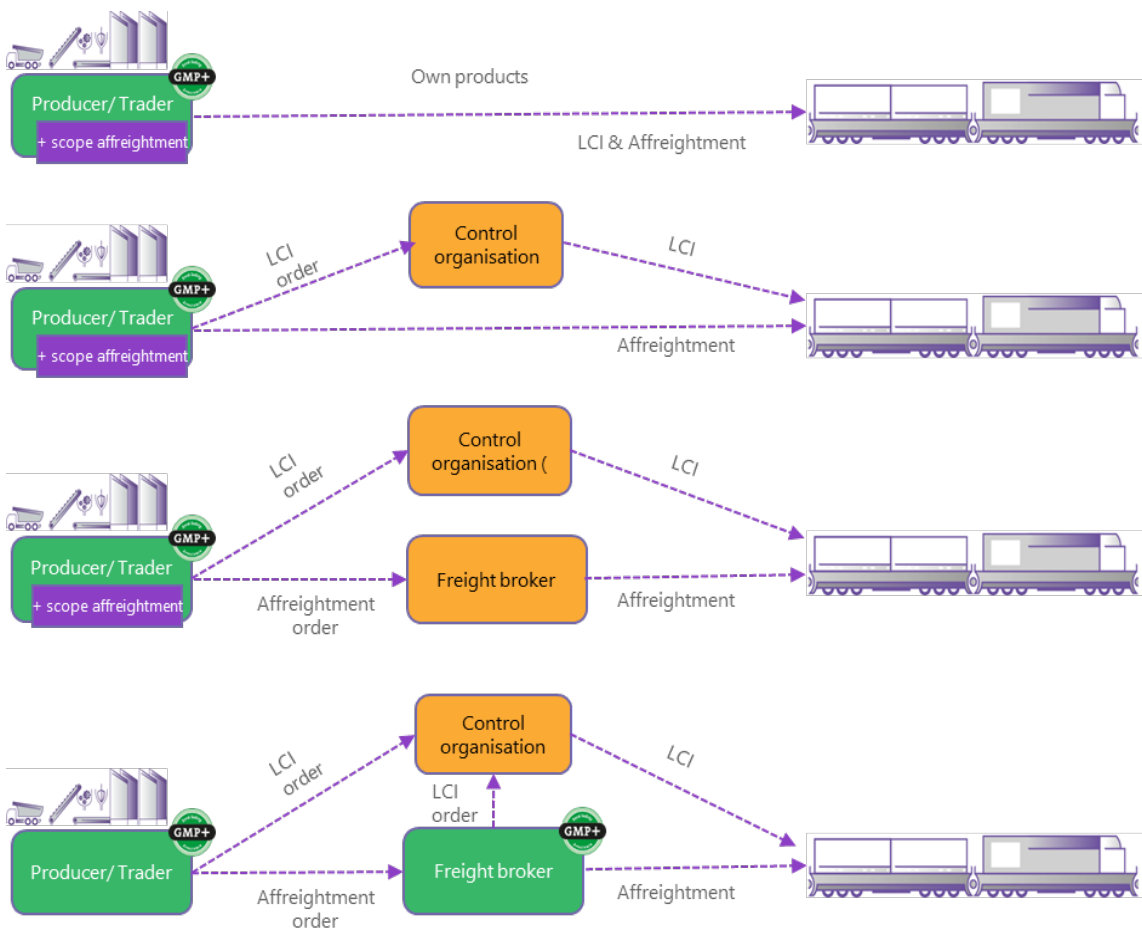 GMP+
Producer/ Trader
+ scope affreightment
Own products
LCI & Affreightment
GMP+
Producer/ Trader
+ scope affreightment
LCI
order
Control
organisation
LCI
Affreightment
GMP+
Producer/ Trader
+ scope affreightment
LCI
order
Control
organisation (
LCI
Affreightment
order
Freight broker
Affreightment
GMP+
Producer/ Trader
LCI
order
Control
organisation
LCI
LCI
order
GMP+
Affreightment
order
Freight broker
Affreightment